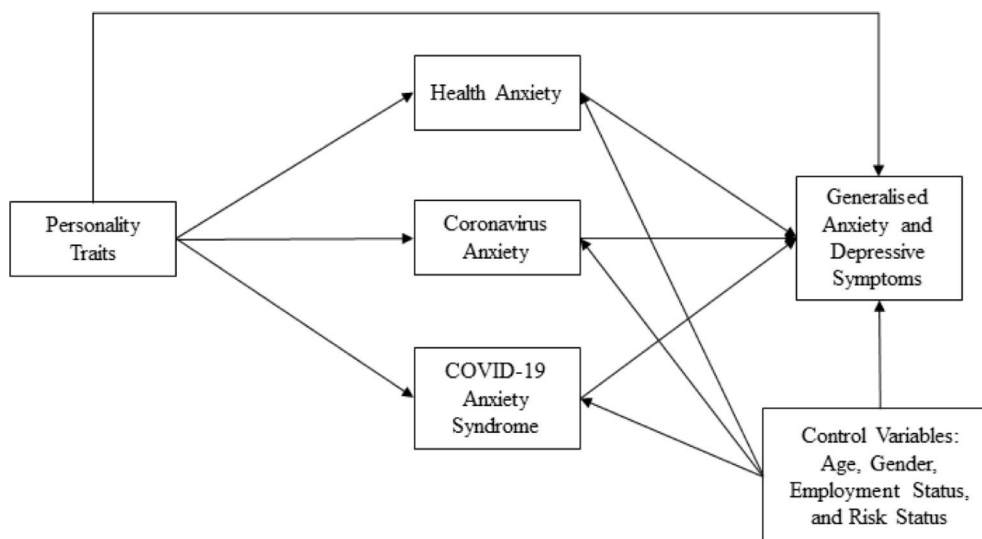 Health Anxiety
Personality
Traits
Coronavirus
Anxiety
Generalised
Anxiety and
Depressive
Symptoms
COVID-19
Anxiety
Syndrome
Control Variables:
Age, Gender,
Employment Status,
and Risk Status